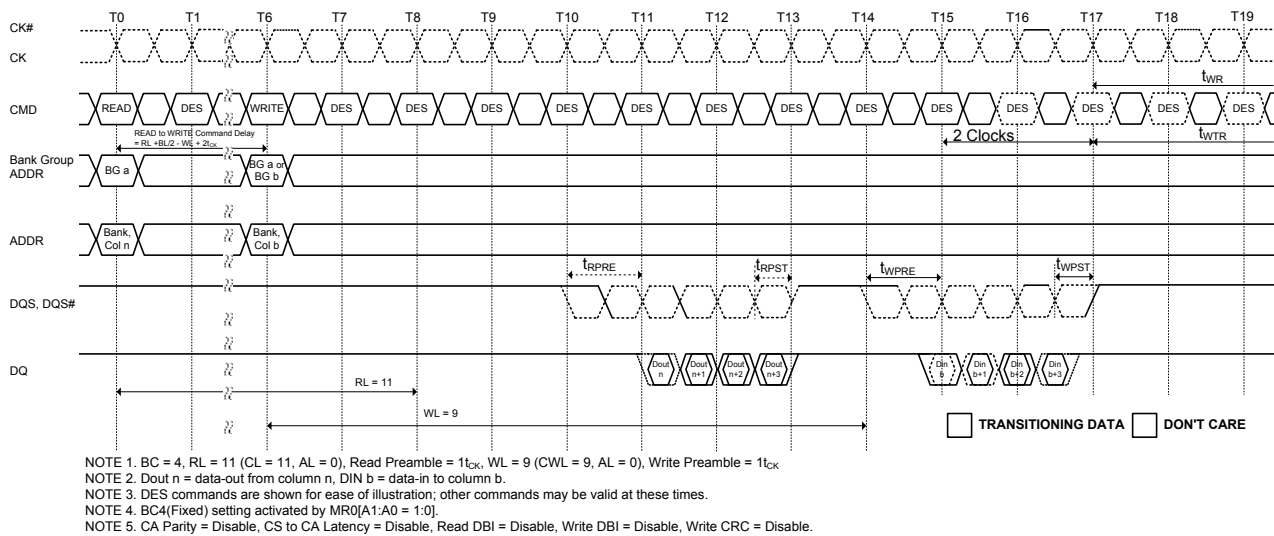 T0 T1 T6 T7 T8 T9 T10 T11 T12 T13 T14 T15 T16 T17 T18 T19
CK#
CK
tWR
CMD READ DES WRITE DES DES DES DES DES DES DES DES DES DES DES DES DES
READ to WRITE Command Delay
= RL +BL/2 - WL + 2tCK
2 Clocks
tWTR
Bank Group
ADDR
BG a
BG a or
BG b
ADDR
Bank,
Col n
Bank,
Col b
tRPRE tRPST tWPRE tWPST
DQS, DQS#
DQ
Dout
n
Dout
n+1
Dout
n+2
Dout
n+3
Din
b
Din
b+1
Din
b+2
Din
b+3
RL = 11
WL = 9
TRANSITIONING DATA DON'T CARE
NOTE 1. BC = 4, RL = 11 (CL = 11, AL = 0), Read Preamble = 1tCK, WL = 9 (CWL = 9, AL = 0), Write Preamble = 1tCK
NOTE 2. Dout n = data-out from column n, DIN b = data-in to column b.
NOTE 3. DES commands are shown for ease of illustration; other commands may be valid at these times.
NOTE 4. BC4(Fixed) setting activated by MR0[A1:A0 = 1:0].
NOTE 5. CA Parity = Disable, CS to CA Latency = Disable, Read DBI = Disable, Write DBI = Disable, Write CRC = Disable.